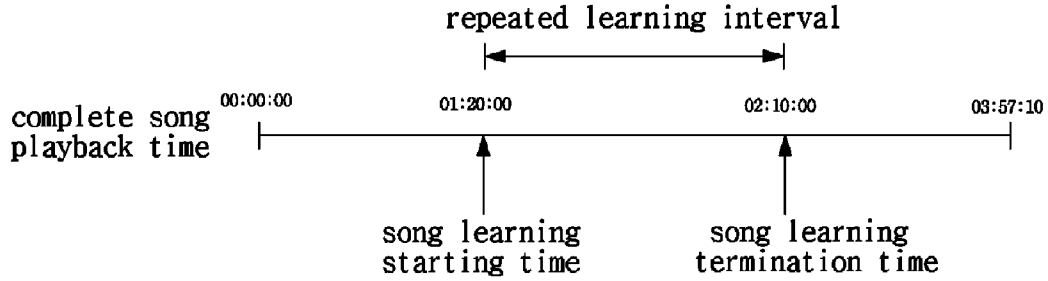 repeated learning interval
00:00:00 01:20:00 02:10:00 03:57:10
complete song
playback time
song learning song learning
starting time termination time